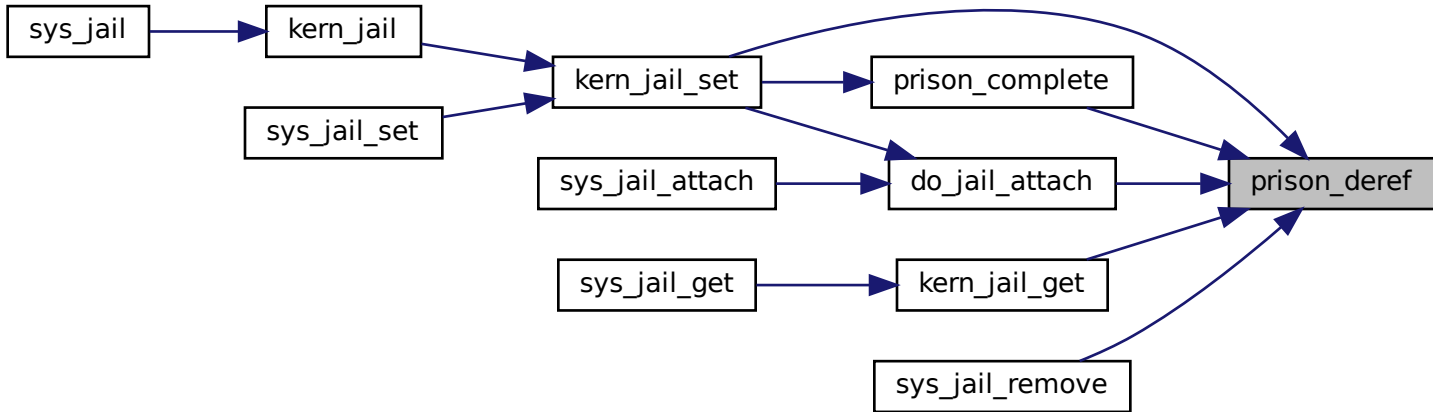 sys_jail
kern_jail
kern_jail_set
prison_complete
sys_jail_set
sys_jail_attach
do_jail_attach
prison_deref
sys_jail_get
kern_jail_get
sys_jail_remove